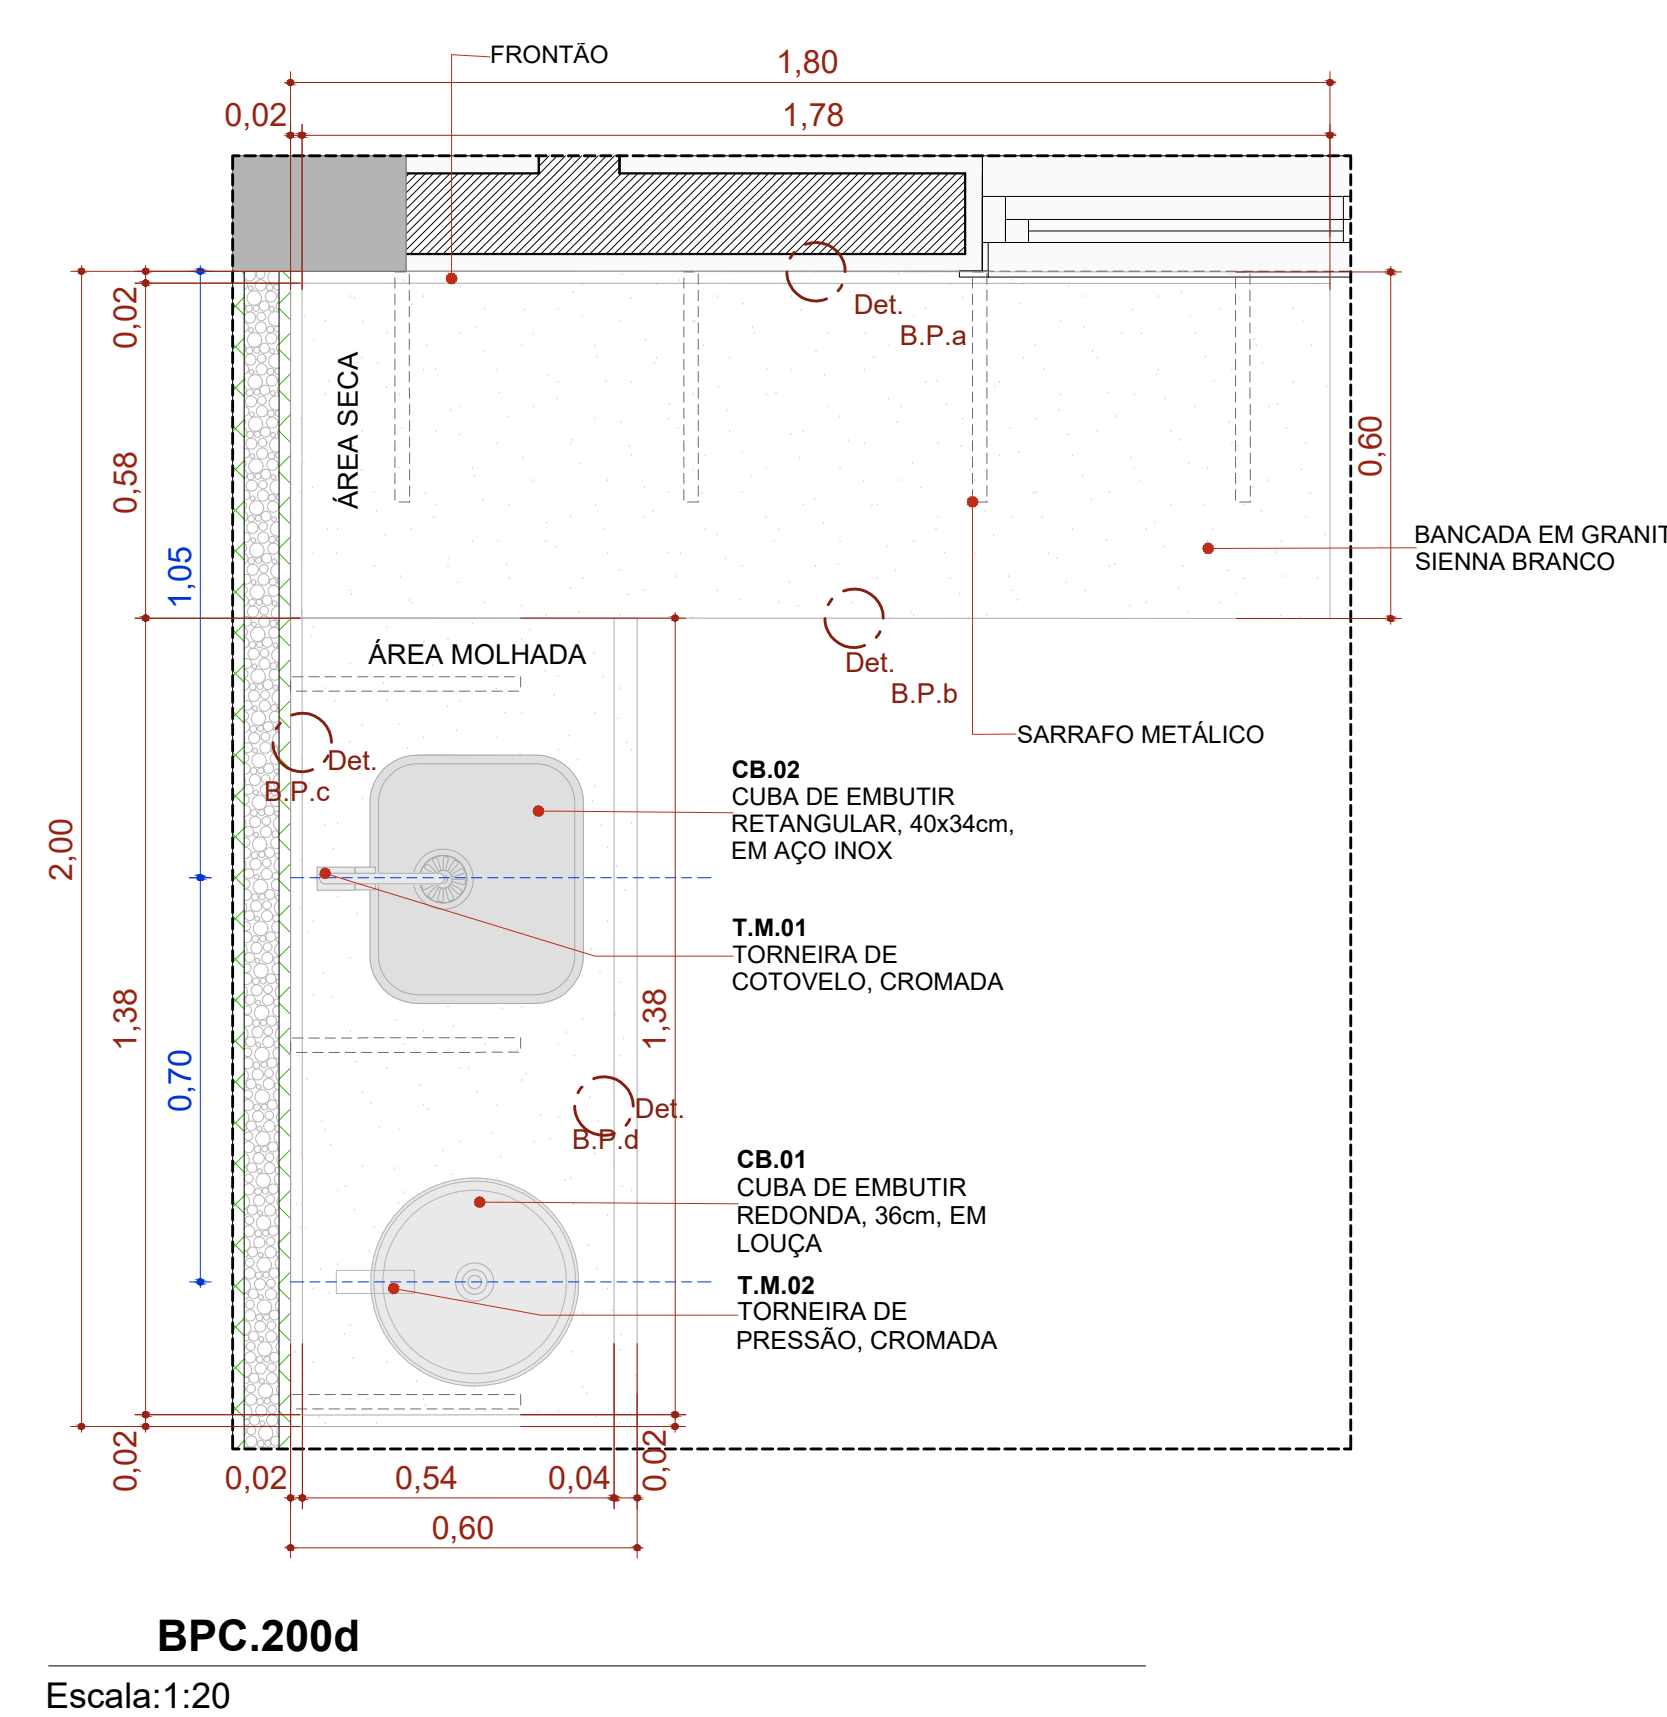 FRONTÃO
1,80
0,02
1,78
0,02
ÁREA SECA
0,58
1,05
Det.
B.P.a
0,60
BANCADA EM GRANIT
SIENNA BRANCO
ÁREA MOLHADA
Det.
B.P.b
SARRAFO METÁLICO
Det.
B.P.c
CB.02
CUBA DE EMBUTIR
RETANGULAR, 40x34cm,
EM AÇO INOX
2,00
T.M.01
TORNEIRA DE
COTOVELO, CROMADA
1,38
1,38
0,70
Det.
B.P.d
CB.01
CUBA DE EMBUTIR
REDONDA, 36cm, EM
LOUÇA
T.M.02
TORNEIRA DE
PRESSÃO, CROMADA
0,02
0,02
0,54
0,04
0,02
0,60
BPC.200d
Escala:1:20